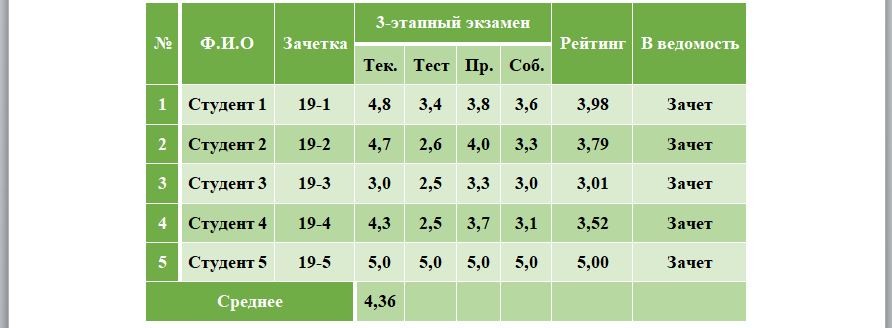 № Ф.И.О Зачетка 3-этапный экзамен Рейтинг В ведомость
Тек. Тест Пр. Соб.
1 Студент 1 19-1 4,8 3,4 3,8 3,6 3,98 Зачет
2 Студент 2 19-2 4,7 2,6 4,0 3,3 3,79 Зачет
3 Студент 3 19-3 3,0 2,5 3,3 3,0 3,01 Зачет
4 Студент 4 19-4 4,3 2,5 3,7 3,1 3,52 Зачет
5 Студент 5 19-5 5,0 5,0 5,0 5,0 5,00 Зачет
Среднее 4,36